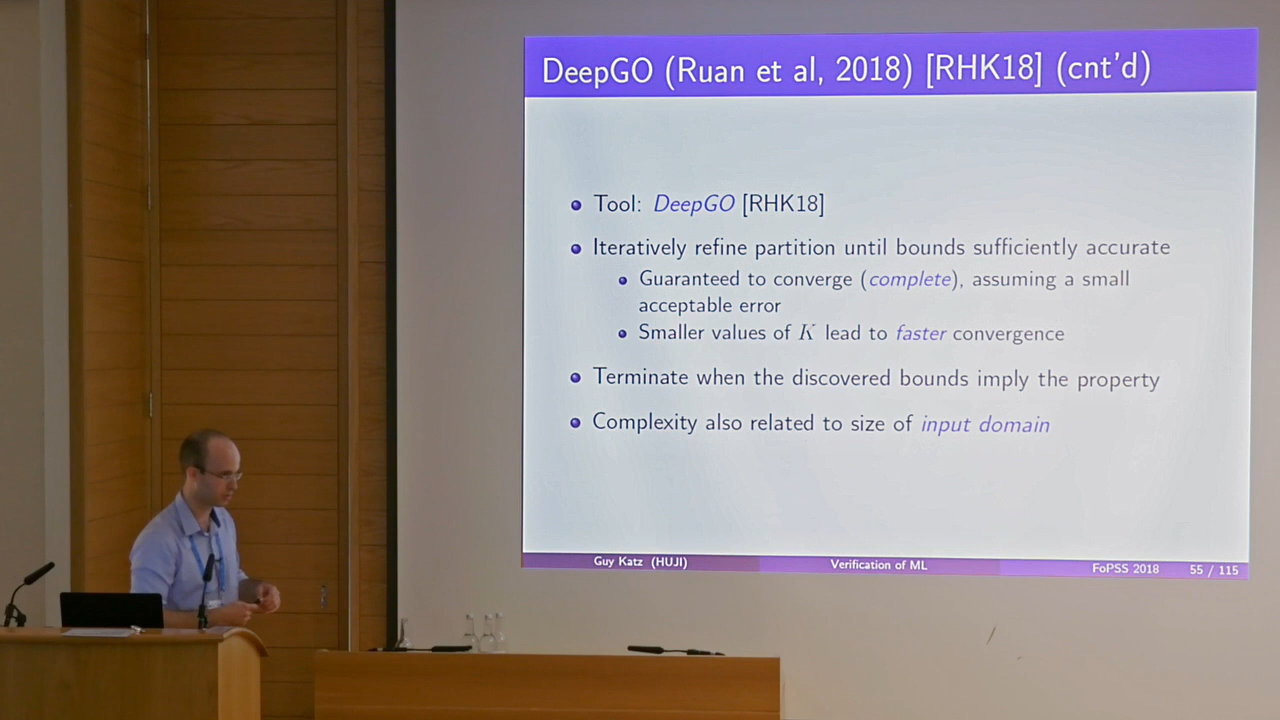 DeepGO (Ruan et al, 2018) [RHK18] (cnt'd)
Tool: DeepGO [RHK18]
Iteratively refine partition until bounds sufficiently accurate
Guaranteed to converge (complete), assuming a small
acceptable error
Smaller values of K lead to faster convergence
Terminate when the discovered bounds imply the property
Complexity also related to size of input domain
Guy Katz (HUJI) Verification of ML FoPSS 2018 55 / 115